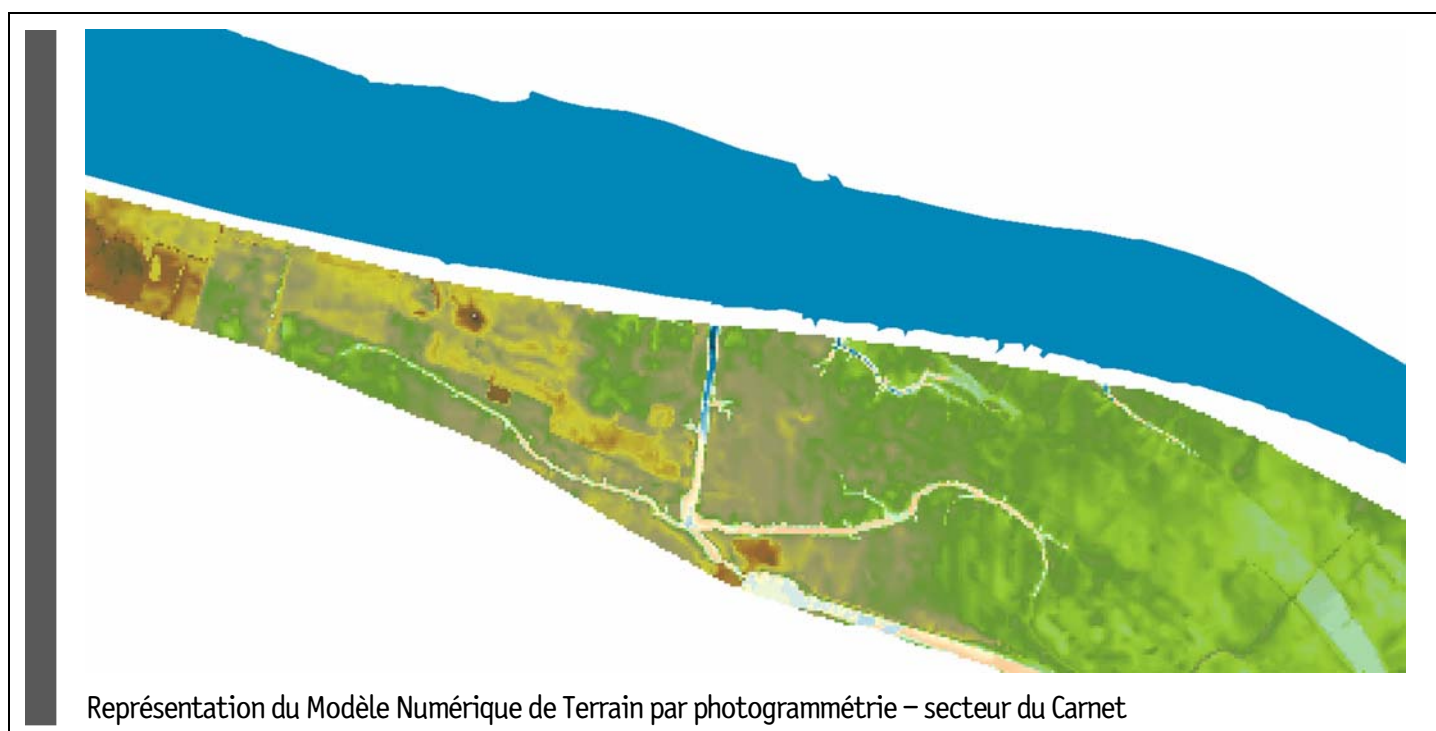 Représentation du Modèle Numérique de Terrain par photogrammétrie – secteur du Carnet